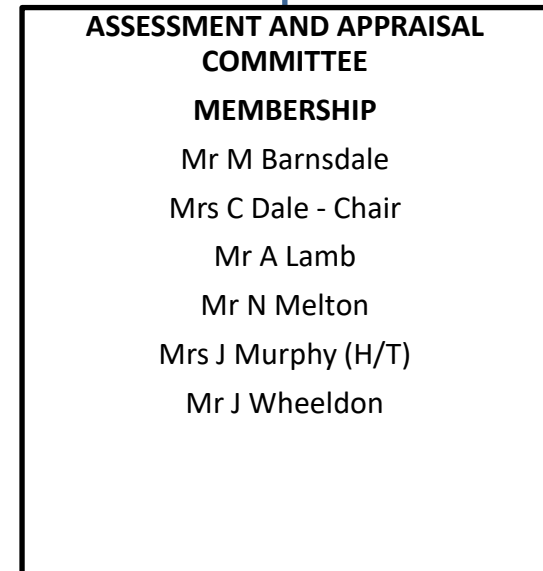 ASSESSMENT AND APPRAISAL
COMMITTEE
MEMBERSHIP
Mr M Barnsdale
Mrs C Dale - Chair
Mr A Lamb
Mr N Melton
Mrs J Murphy (H/T)
Mr J Wheeldon